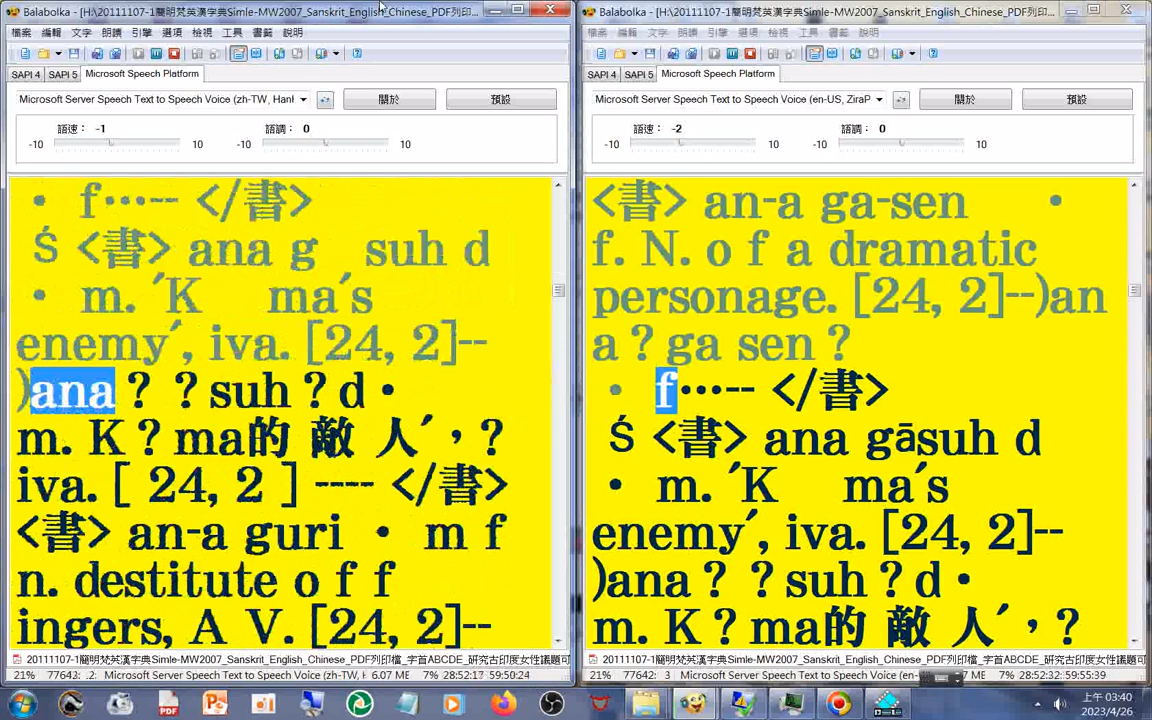 Balabolka - [H:\20111107-1簡明梵英漢字典Simle-MW2007_Sanskrit_English_Chinese_PDF列印...
檔案 編輯 文字 朗讀 引擎 選項 檢視 工具 書籤 說明
SAPI 4 SAPI 5 Microsoft Speech Platform
Microsoft Server Speech Text to Speech Voice (zh-TW, Hanl
關於 預設
語速： -1 語調： 0
-10 10 -10 10
• f…-- </書>
Ś <書> ana g suh d
• m. ´K ma´s
enemy´, iva. [24, 2]--
)ana？？suh？d •
m. K？ma的 敵 人´，？
iva. [ 24, 2 ] ---- </書>
<書> an-a guri • m f
n. destitute o f f
ingers, A V. [24, 2]--
20111107-1簡明梵英漢字典Simle-MW2007_Sanskrit_English_Chinese_PDF列印檔_字首ABCDE_研究古印度女性議題可
21% 77642: .2: Microsoft Server Speech Text to Speech Voice (zh-TW, H 6.07 ME 7% 28:52:17 59:50:24
Balabolka - [H:\20111107-1簡明梵英漢字典Simle-MW2007_Sanskrit_English_Chinese_PDF列印...
檔案 編輯 文字 朗讀 引擎 選項 檢視 工具 書籤 說明
SAPI 4 SAPI 5 Microsoft Speech Platform
Microsoft Server Speech Text to Speech Voice (en-US, ZiraP
關於 預設
語速： -2 語調： 0
-10 10 -10 10
<書> an-a ga-sen •
f. N. o f a dramatic
personage. [24, 2]--)an
a？ga sen？
• f…-- </書>
Ś <書> ana gāsuh d
• m. ´K ma´s
enemy´, iva. [24, 2]--
)ana？？suh？d •
m. K？ma的 敵 人´，？
20111107-1簡明梵英漢字典Simle-MW2007_Sanskrit_English_Chinese_PDF列印檔_字首ABCDE_研究古印度女性議題可
21% 77642: 3 Microsoft Server Speech Text to Speech Voice (e ME 7% 28:52:32 59:55:39
上午 03:40
2023/4/26